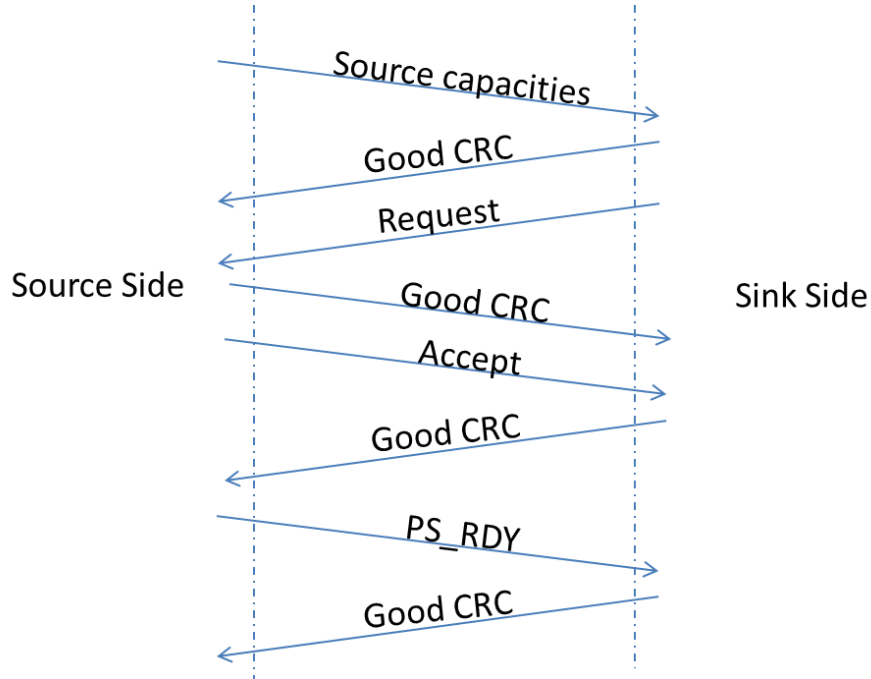 Source capacities
Good CRC
Request
Source Side
Good CRC
Sink Side
Accept
Good CRC
PS_RDY
Good CRC